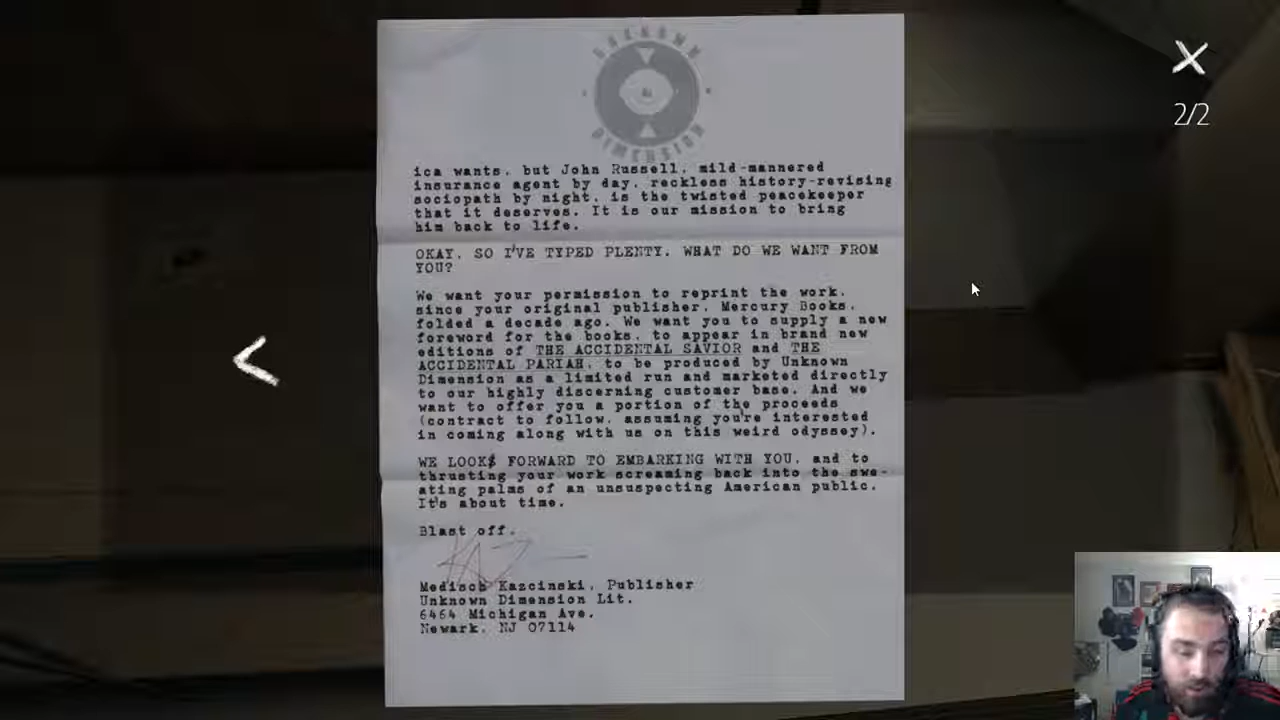 UNKNOWN
DIMENSION
2/2
ica wants, but John Russell, mild-mannered
insurance agent by day, reckless history-revising
sociopath by night, is the twisted peacekeeper
that it deserves. It is our mission to bring
him back to life.
OKAY, SO I'VE TYPED PLENTY. WHAT DO WE WANT FROM
YOU?
We want your permission to reprint the work,
since your original publisher, Mercury Books,
folded a decade ago. We want you to supply a new
foreword for the books, to appear in brand new
editions of THE ACCIDENTAL SAVIOR and THE
ACCIDENTAL PARIAH, to be produced by Unknown
Dimension as a limited run and marketed directly
to our highly discerning customer base. And we
want to offer you a portion of the proceeds
(contract to follow, assuming you're interested
in coming along with us on this weird odyssey).
WE LOOK FORWARD TO EMBARKING WITH YOU, and to
thrusting your work screaming back into the swe-
ating palms of an unsuspecting American public.
It's about time.
Blast off,
Medisch Kazcinski, Publisher
Unknown Dimension Lit.
6464 Michigan Ave.
Newark, NJ 07114